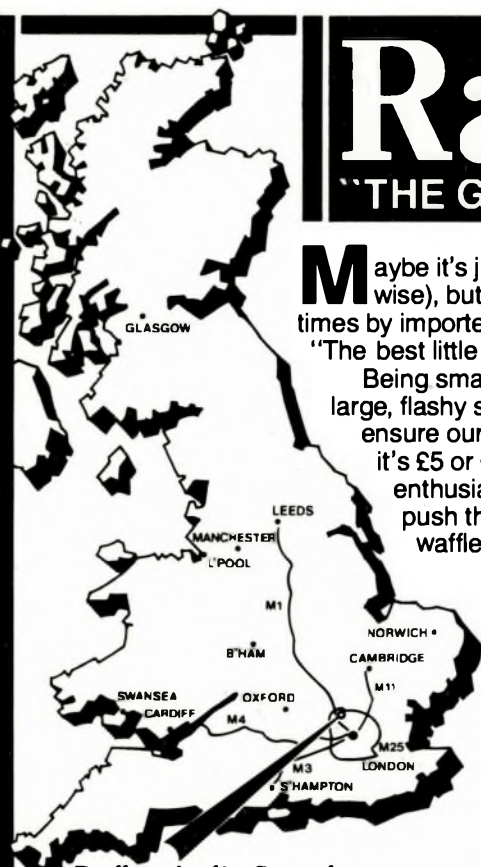 Ra
"THE G
Maybe it's j
wise), but
times by importe
"The best little
Being sma
large, flashy s
ensure our
it's £5 or
enthusia
push th
waffle
GLASGOW
LEEDS
MANCHESTER
L'POOL
M1
NORWICH
B'HAM
CAMBRIDGE
M11
SWANSEA
OXFORD
CARDIFF
M4
M25
LONDON
M3
S'HAMPTON